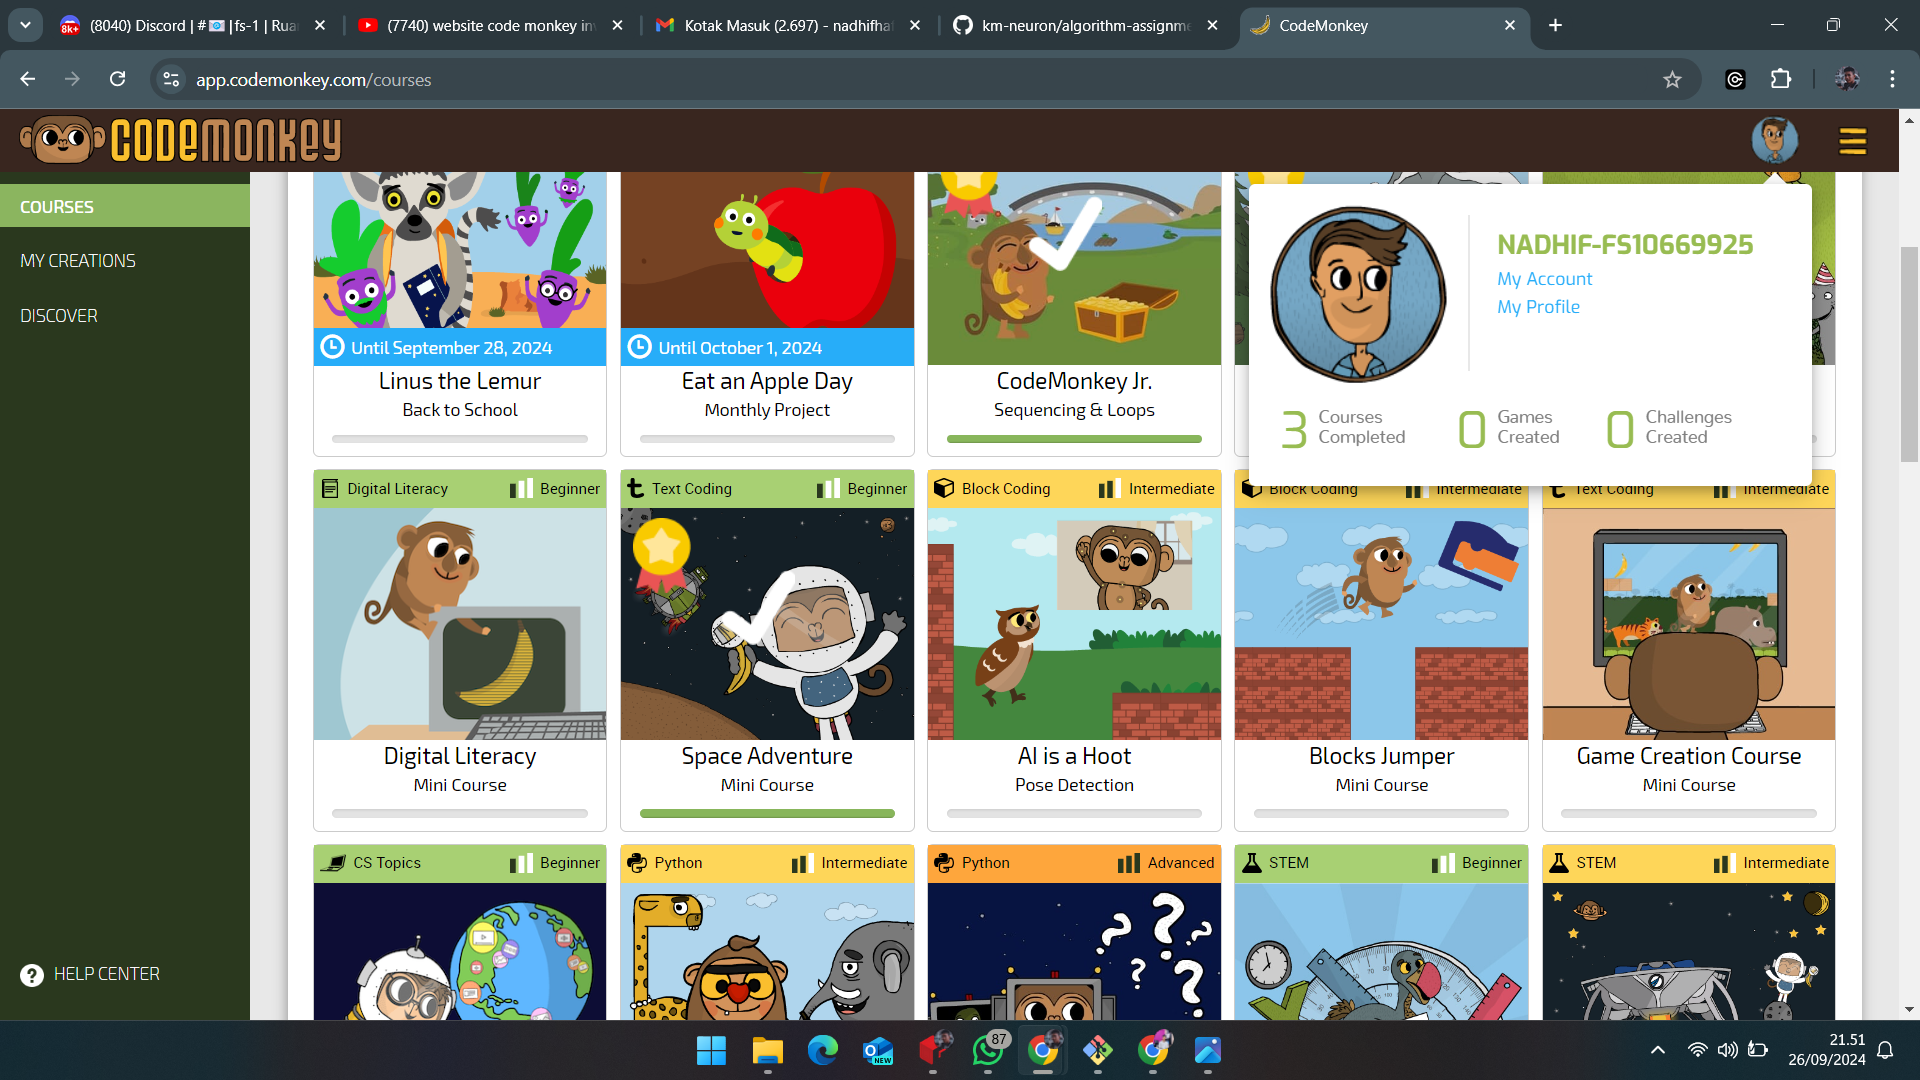 (8040) Discord | #📧|fs-1 | Rua
(7740) website code monkey in
Kotak Masuk (2.697) - nadhifha
km-neuron/algorithm-assignme
CodeMonkey
app.codemonkey.com/courses
CODEMONKEY
COURSES
MY CREATIONS
DISCOVER
HELP CENTER
Until September 28, 2024
Linus the Lemur
Back to School
Until October 1, 2024
Eat an Apple Day
Monthly Project
CodeMonkey Jr.
Sequencing & Loops
NADHIF-FS10669925
My Account
My Profile
3 Courses Completed
0 Games Created
0 Challenges Created
Digital Literacy Beginner
Digital Literacy
Mini Course
Text Coding Beginner
Space Adventure
Mini Course
Block Coding Intermediate
AI is a Hoot
Pose Detection
Block Coding Intermediate
Blocks Jumper
Mini Course
Text Coding Intermediate
Game Creation Course
Mini Course
CS Topics Beginner
Python Intermediate
Python Advanced
STEM Beginner
STEM Intermediate
87
21.51
26/09/2024